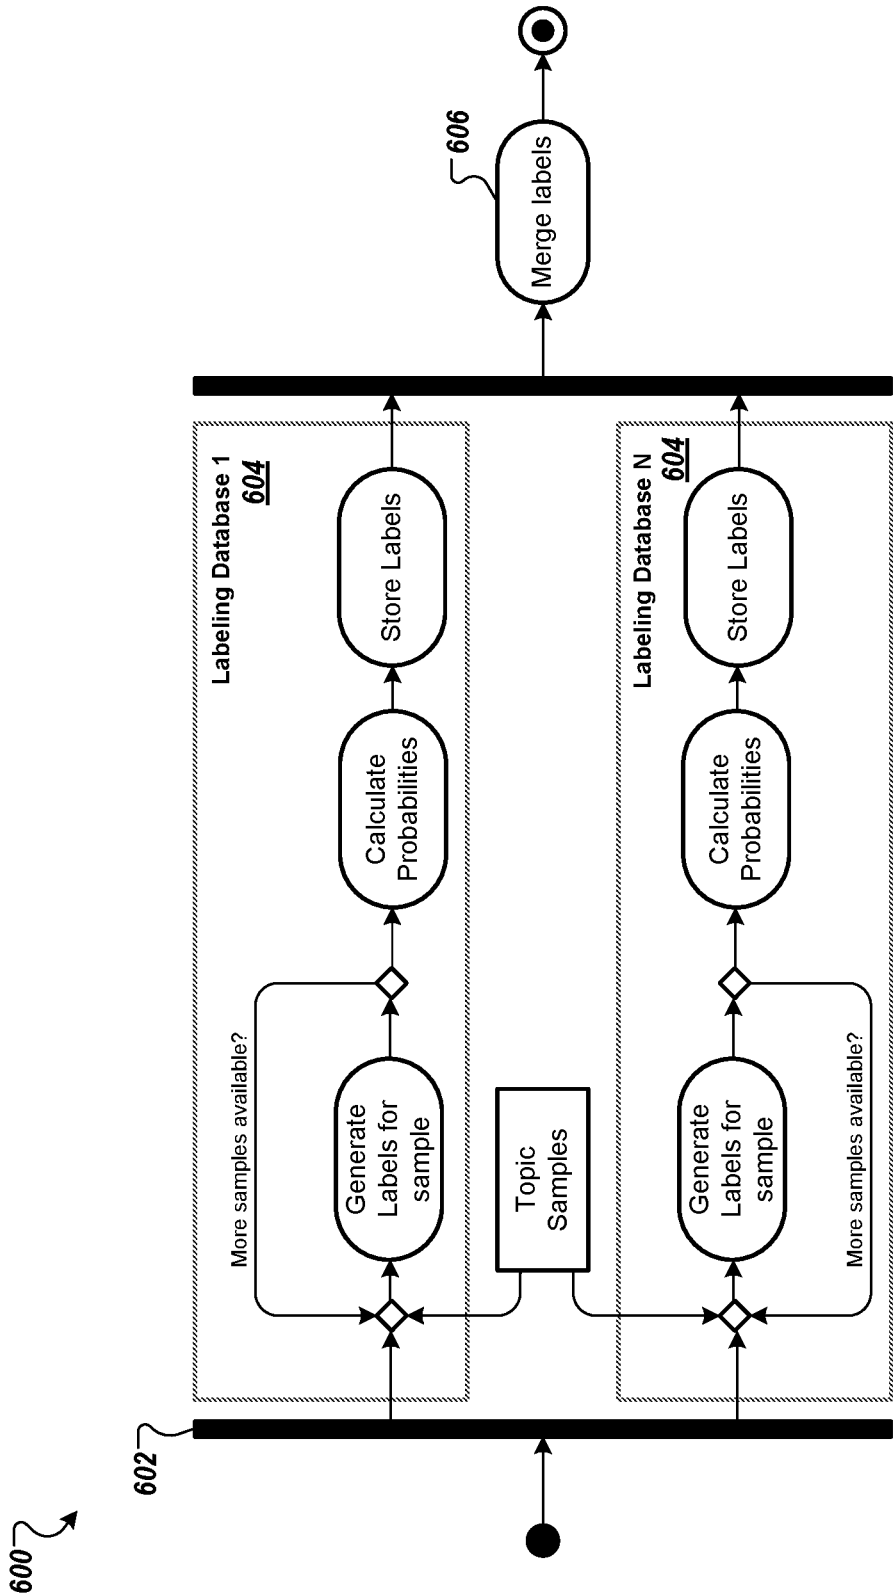 600
602
Labeling Database 1
604
More samples available?
Generate
Labels for
sample
Calculate
Probabilities
Store Labels
Topic
Samples
Labeling Database N
604
Generate
Labels for
sample
Calculate
Probabilities
Store Labels
More samples available?
606
Merge labels